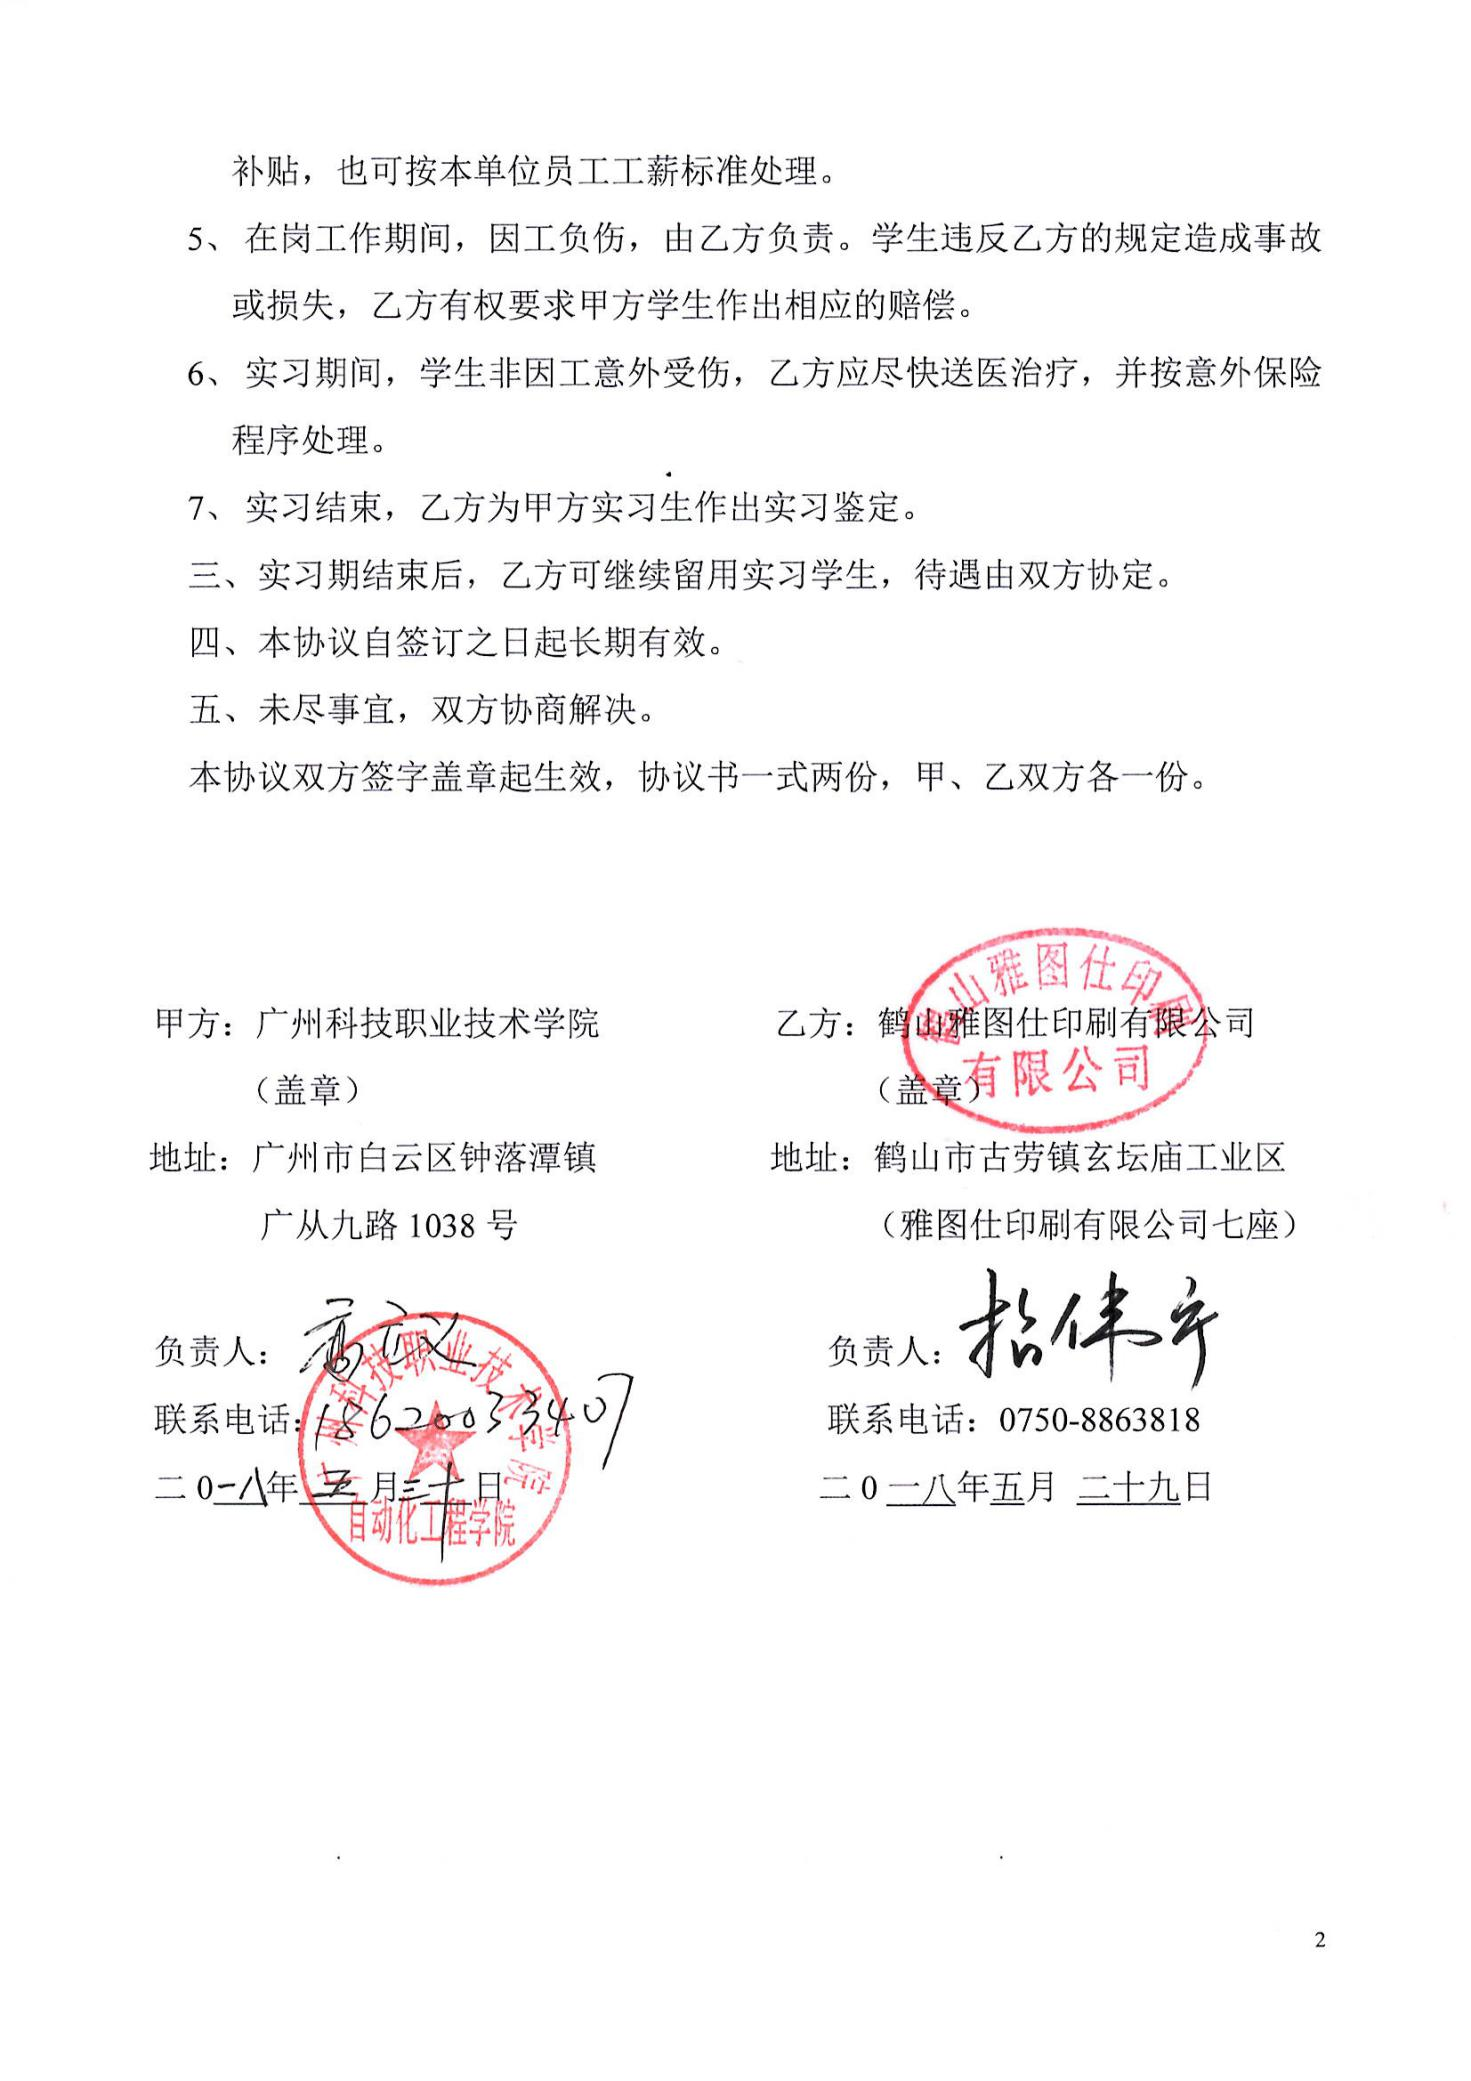 补贴，也可按本单位员工工薪标准处理。
5、在岗工作期间，因工负伤，由乙方负责。学生违反乙方的规定造成事故
或损失，乙方有权要求甲方学生作出相应的赔偿。
6、实习期间，学生非因工意外受伤，乙方应尽快送医治疗，并按意外保险
程序处理。
7、实习结束，乙方为甲方实习生作出实习鉴定。
三、实习期结束后，乙方可继续留用实习学生，待遇由双方协定。
四、本协议自签订之日起长期有效。
五、未尽事宜，双方协商解决。
本协议双方签字盖章起生效，协议书一式两份，甲、乙双方各一份。
鹤山雅图仕印刷
有限公司
甲方：广州科技职业技术学院 乙方：鹤山雅图仕印刷有限公司
（盖章） （盖章）
地址：广州市白云区钟落潭镇 地址：鹤山市古劳镇玄坛庙工业区
广从九路 1038 号 （雅图仕印刷有限公司七座）
负责人： 负责人：
联系电话：18620033407 联系电话：0750-8863818
二0一八年五月三十日 二0一八年五月二十九日
广州科技职业技术学院
自动化工程学院
2